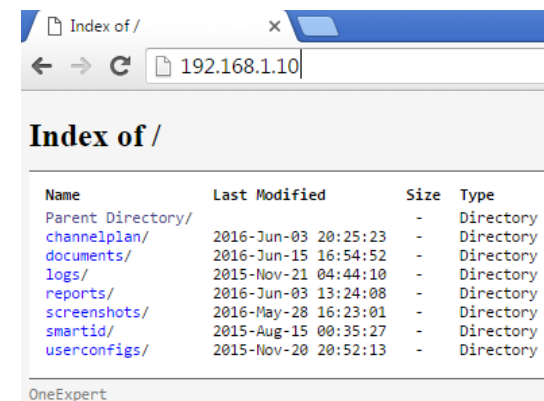 Index of /
192.168.1.10
Index of /
Name Last Modified Size Type
Parent Directory/ - Directory
channelplan/ 2016-Jun-03 20:25:23 - Directory
documents/ 2016-Jun-15 16:54:52 - Directory
logs/ 2015-Nov-21 04:44:10 - Directory
reports/ 2016-Jun-03 13:24:08 - Directory
screenshots/ 2016-May-28 16:23:01 - Directory
smartid/ 2015-Aug-15 00:35:27 - Directory
userconfigs/ 2015-Nov-20 20:52:13 - Directory
OneExpert